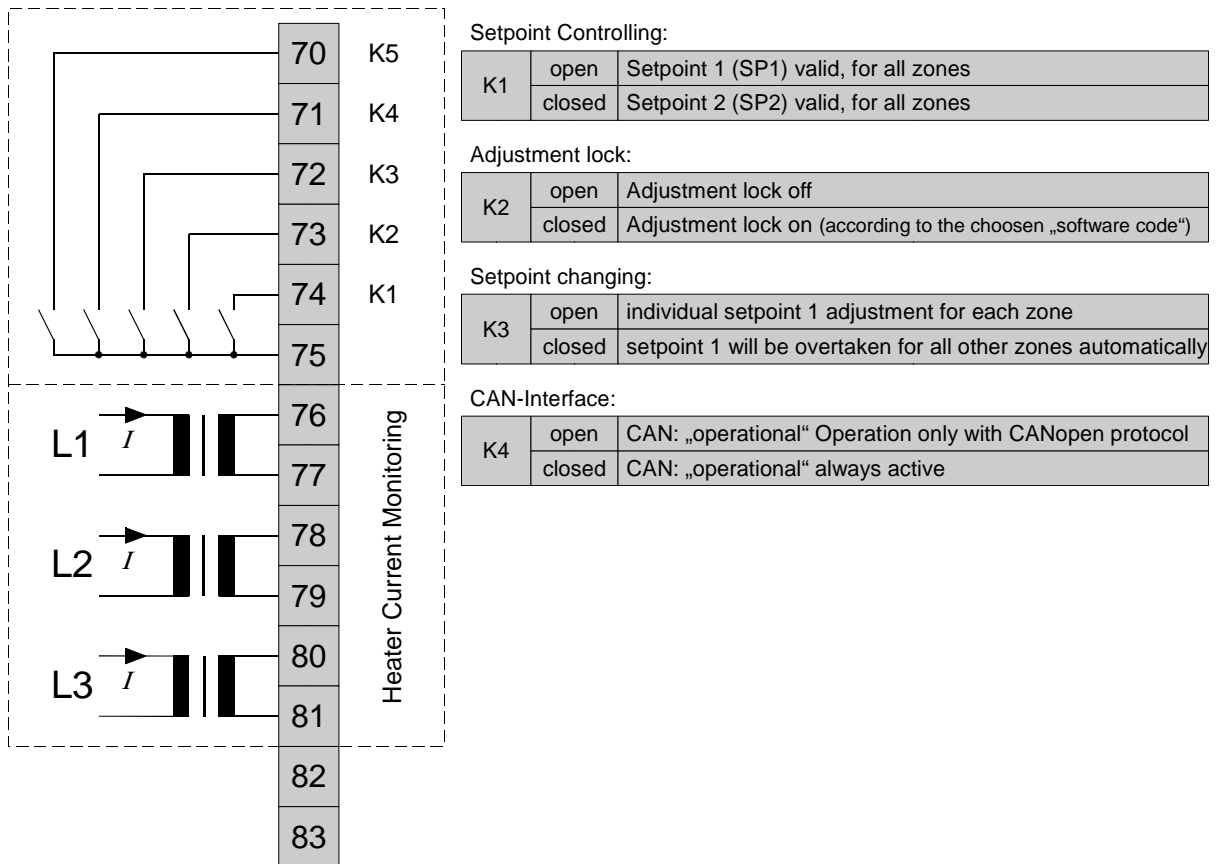 70 K5
71 K4
72 K3
73 K2
74 K1
75
76
77
78
79
80
81
82
83
L1 I
L2 I
L3 I
Heater Current Monitoring
Setpoint Controlling:
K1
open Setpoint 1 (SP1) valid, for all zones
closed Setpoint 2 (SP2) valid, for all zones
Adjustment lock:
K2
open Adjustment lock off
closed Adjustment lock on (according to the choosen „software code“)
Setpoint changing:
K3
open individual setpoint 1 adjustment for each zone
closed setpoint 1 will be overtaken for all other zones automatically
CAN-Interface:
K4
open CAN: „operational“ Operation only with CANopen protocol
closed CAN: „operational“ always active